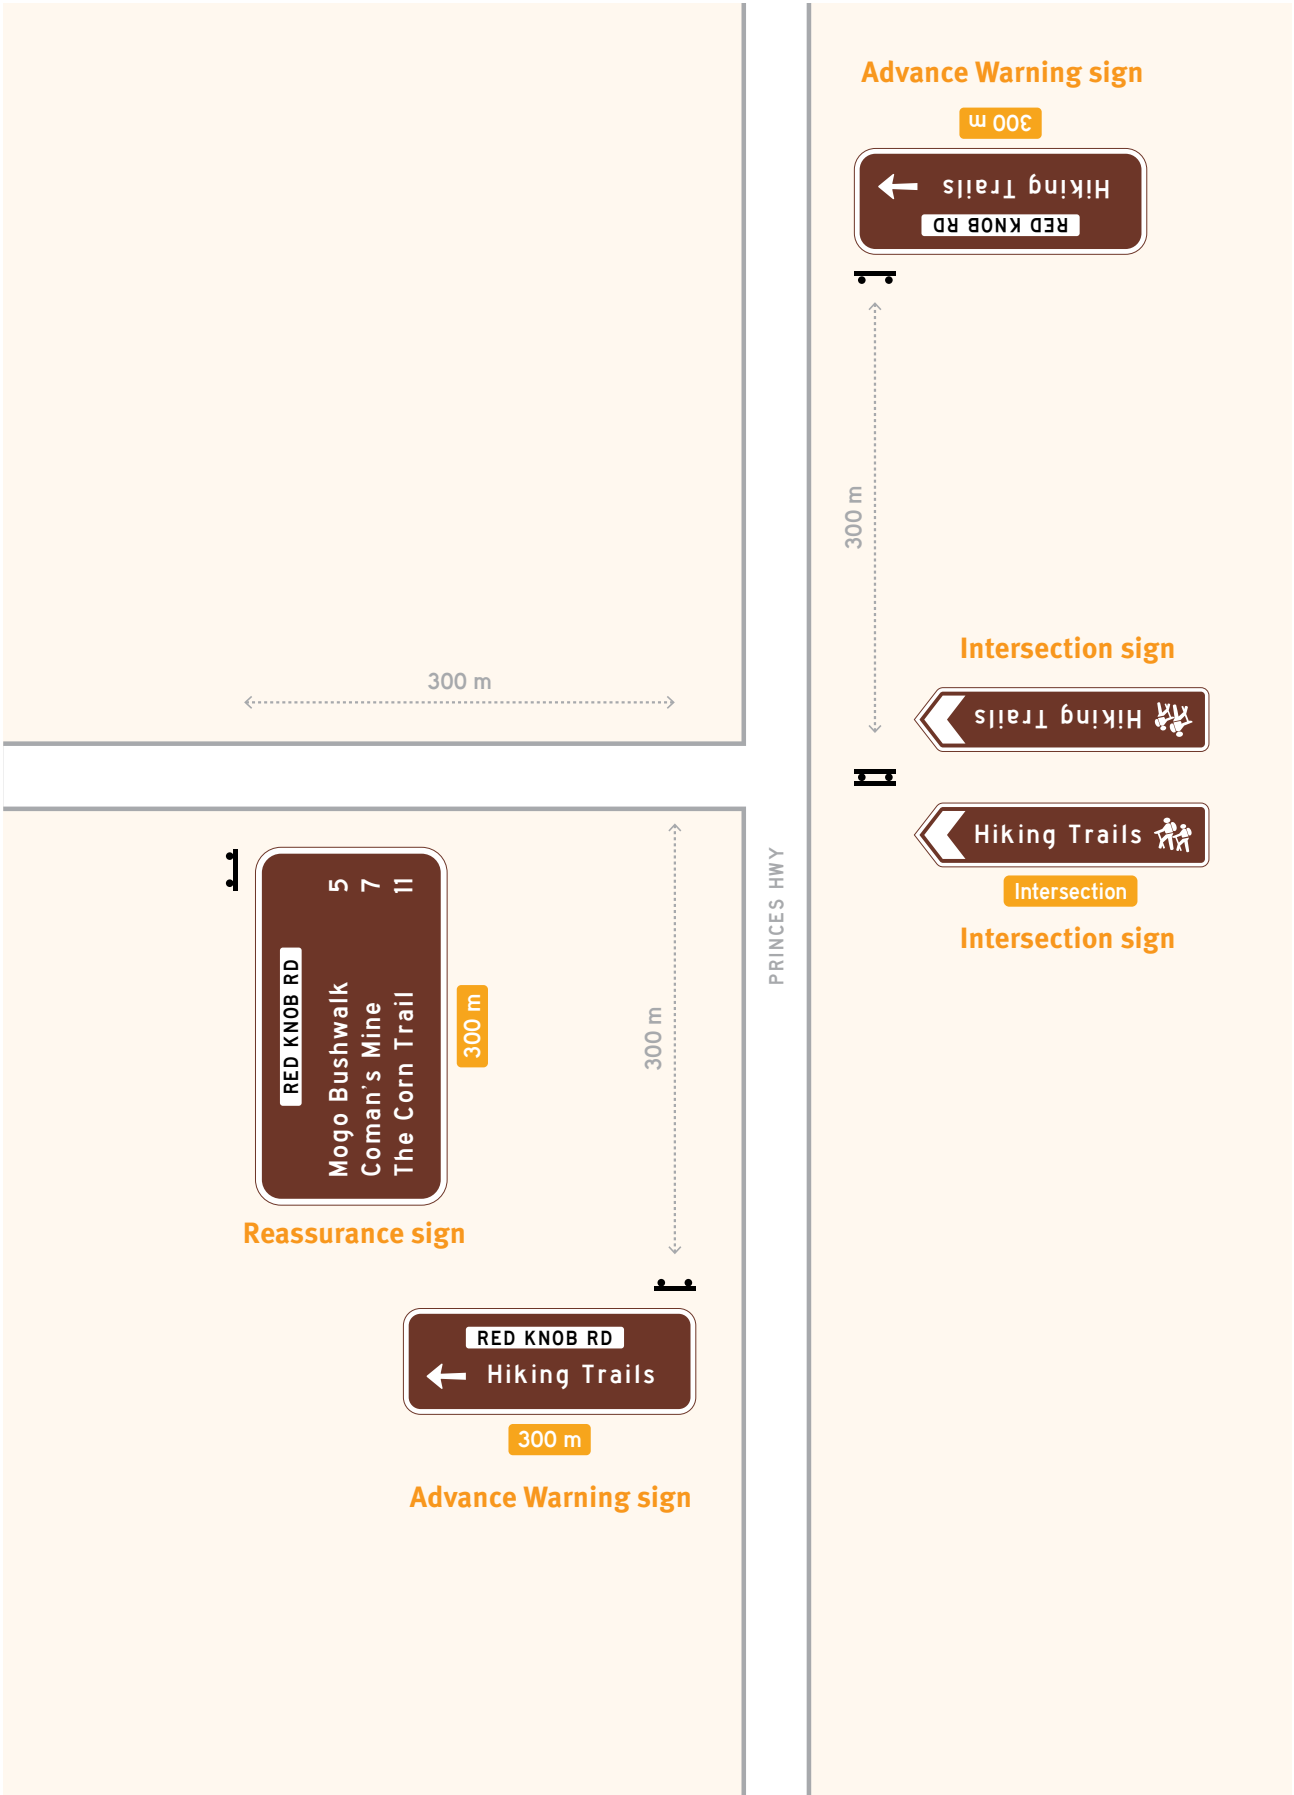 Advance Warning sign
300 m
Hiking Trails
RED KNOB RD
300 m
Intersection sign
Hiking Trails
Hiking Trails
Intersection
Intersection sign
300 m
PRINCES HWY
RED KNOB RD
Mogo Bushwalk 5
Coman's Mine 7
The Corn Trail 11
300 m
Reassurance sign
300 m
RED KNOB RD
Hiking Trails
300 m
Advance Warning sign